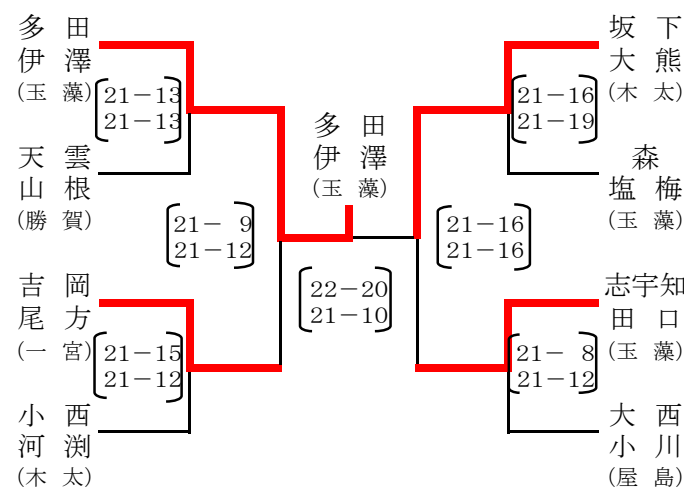 多 田
伊 澤
(玉 藻)
21－13
21－13
天 雲
山 根
(勝 賀)
21－ 9
21－12
吉 岡
尾 方
(一 宮)
21－15
21－12
小 西
河 渕
(木 太)
多 田
伊 澤
(玉 藻)
22－20
21－10
坂 下
大 熊
(木 太)
21－16
21－19
森
塩 梅
(玉 藻)
21－16
21－16
志宇知
田 口
(玉 藻)
21－ 8
21－12
大 西
小 川
(屋 島)